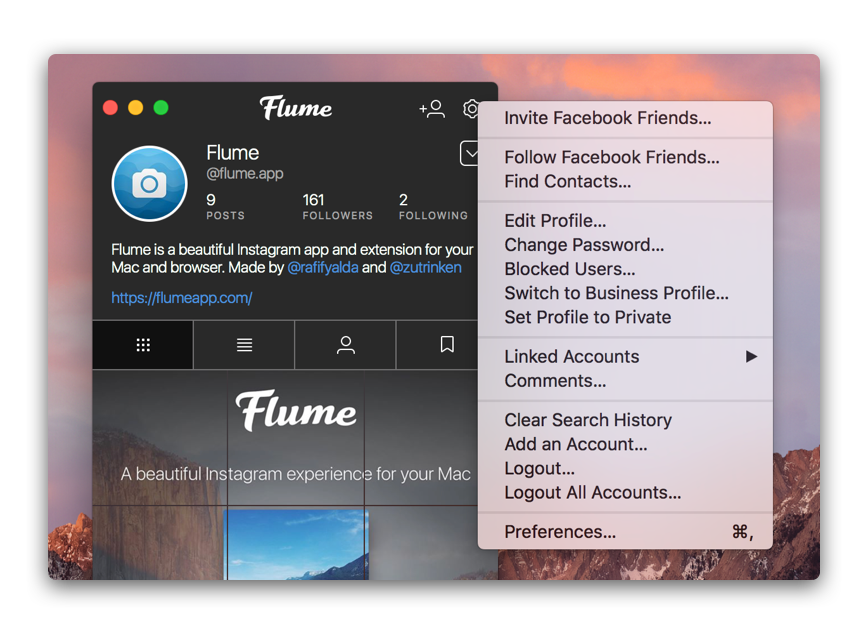 Flume
Flume
@flume.app
9 161 2
POSTS FOLLOWERS FOLLOWING
Flume is a beautiful Instagram app and extension for your
Mac and browser. Made by @rafifyalda and @zutrinken
https://flumeapp.com/
Flume
A beautiful Instagram experience for your Mac
Invite Facebook Friends...
Follow Facebook Friends...
Find Contacts...
Edit Profile...
Change Password...
Blocked Users...
Switch to Business Profile...
Set Profile to Private
Linked Accounts ▶
Comments...
Clear Search History
Add an Account...
Logout...
Logout All Accounts...
Preferences... ⌘,